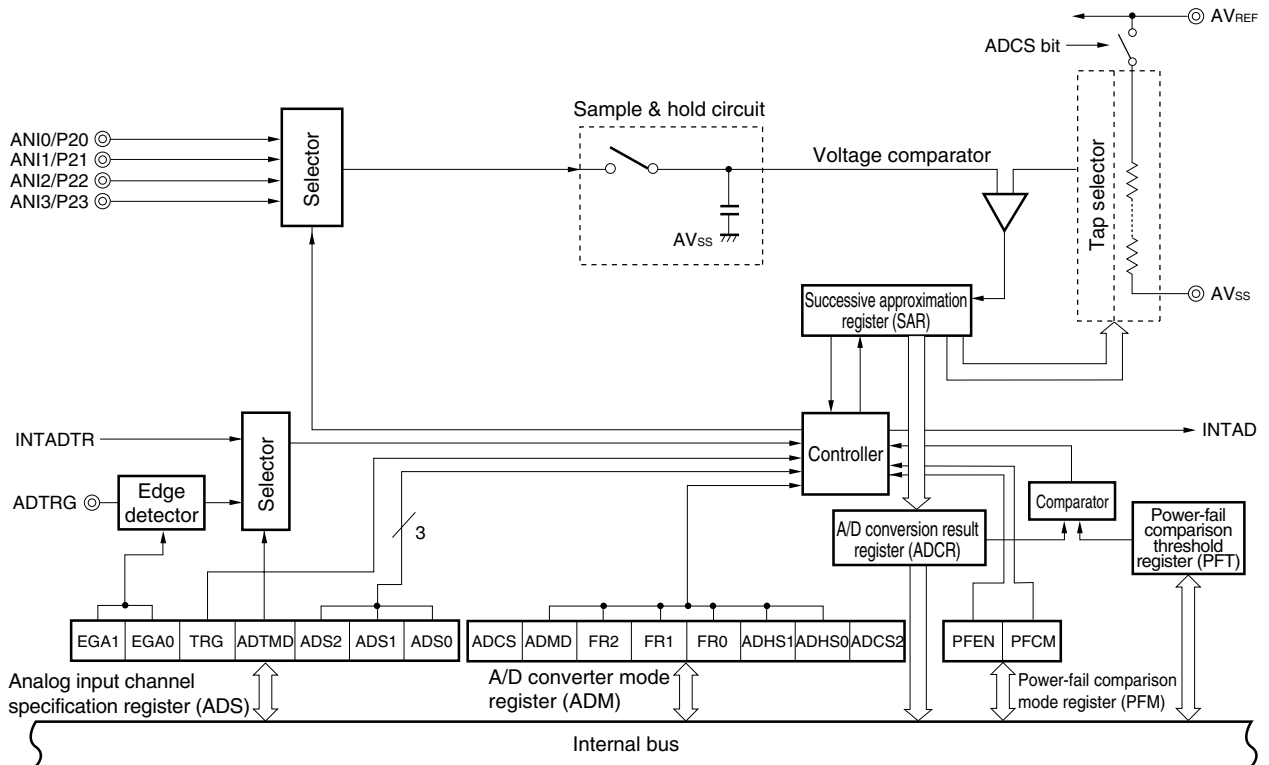 AVREF
ADCS bit
Sample & hold circuit
ANI0/P20
ANI1/P21
ANI2/P22
ANI3/P23
Selector
Voltage comparator
Tap selector
AVSS
AVSS
Successive approximation
register (SAR)
INTADTR
Selector
Controller
INTAD
ADTRG
Edge
detector
3
Comparator
A/D conversion result
register (ADCR)
Power-fail
comparison
threshold
register (PFT)
EGA1 EGA0 TRG ADTMD ADS2 ADS1 ADS0
ADCS ADMD FR2 FR1 FR0 ADHS1 ADHS0 ADCS2
PFEN PFCM
Analog input channel
specification register (ADS)
A/D converter mode
register (ADM)
Power-fail comparison
mode register (PFM)
Internal bus